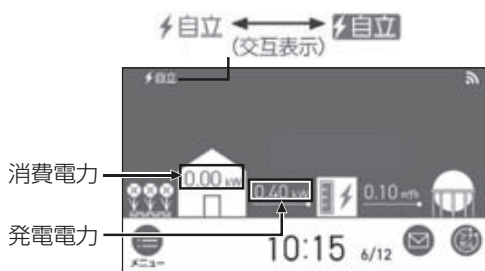 自立 自立
(交互表示)
自立
消費電力
0.00 kW
0.40 kW
0.10 m³/h
発電電力
メニュー
10:15 6/12